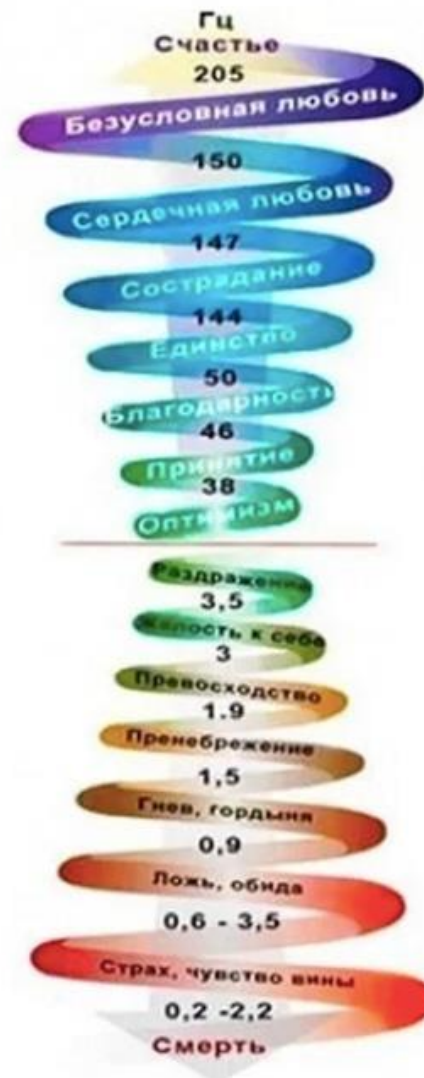 Гц
Счастье
205
Безусловная любовь
150
Сердечная любовь
147
Сострадание
144
Единство
50
Благодарность
46
Принятие
38
Оптимизм
Раздражение
3,5
Жалость к себе
3
Превосходство
1.9
Пренебрежение
1,5
Гнев, гордыня
0,9
Ложь, обида
0,6 - 3,5
Страх, чувство вины
0,2 -2,2
Смерть